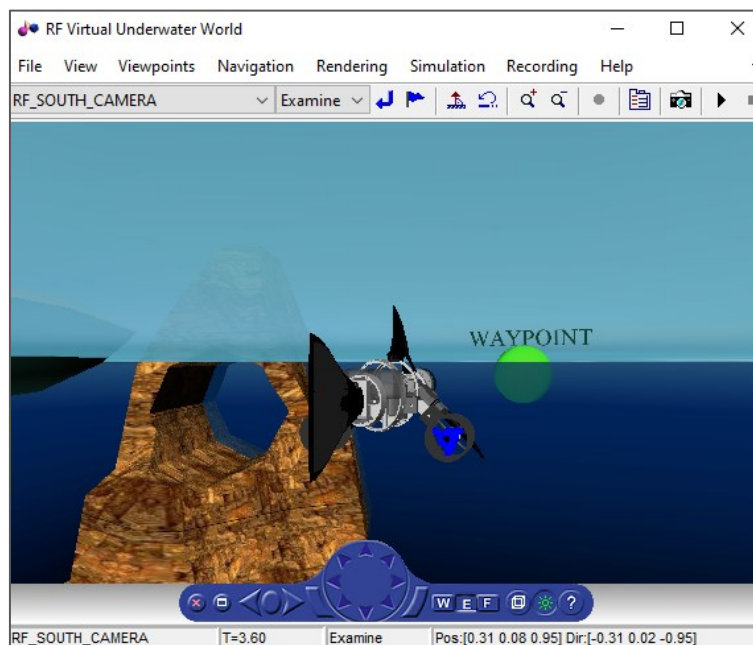 RF Virtual Underwater World
File View Viewpoints Navigation Rendering Simulation Recording Help
RF_SOUTH_CAMERA Examine
WAYPOINT
W E F ?
RF_SOUTH_CAMERA T=3.60 Examine Pos:[0.31 0.08 0.95] Dir:[-0.31 0.02 -0.95]